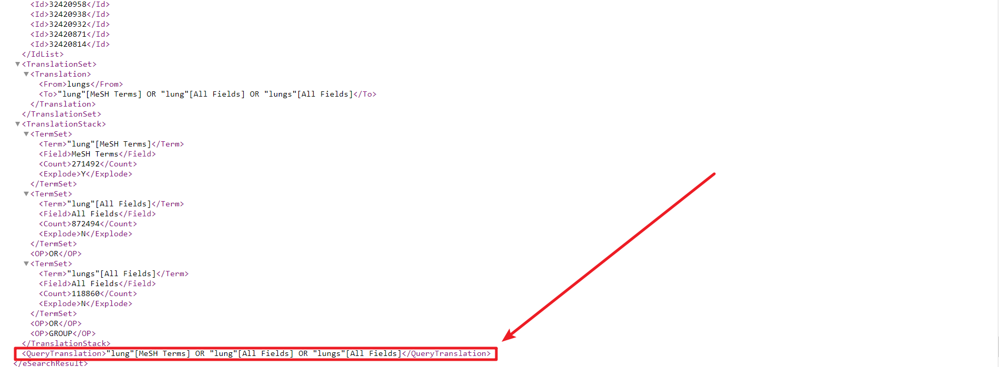 <Id>32420958</Id>
<Id>32420938</Id>
<Id>32420932</Id>
<Id>32420871</Id>
<Id>32420814</Id>
</IdList>
▼<TranslationSet>
▼<Translation>
<From>lungs</From>
<To>"lung"[MeSH Terms] OR "lung"[All Fields] OR "lungs"[All Fields]</To>
</Translation>
</TranslationSet>
▼<TranslationStack>
▼<TermSet>
<Term>"lung"[MeSH Terms]</Term>
<Field>MeSH Terms</Field>
<Count>271492</Count>
<Explode>Y</Explode>
</TermSet>
▼<TermSet>
<Term>"lung"[All Fields]</Term>
<Field>All Fields</Field>
<Count>872494</Count>
<Explode>N</Explode>
</TermSet>
<OP>OR</OP>
▼<TermSet>
<Term>"lungs"[All Fields]</Term>
<Field>All Fields</Field>
<Count>118860</Count>
<Explode>N</Explode>
</TermSet>
<OP>OR</OP>
<OP>GROUP</OP>
</TranslationStack>
<QueryTranslation>"lung"[MeSH Terms] OR "lung"[All Fields] OR "lungs"[All Fields]</QueryTranslation>
</eSearchResult>